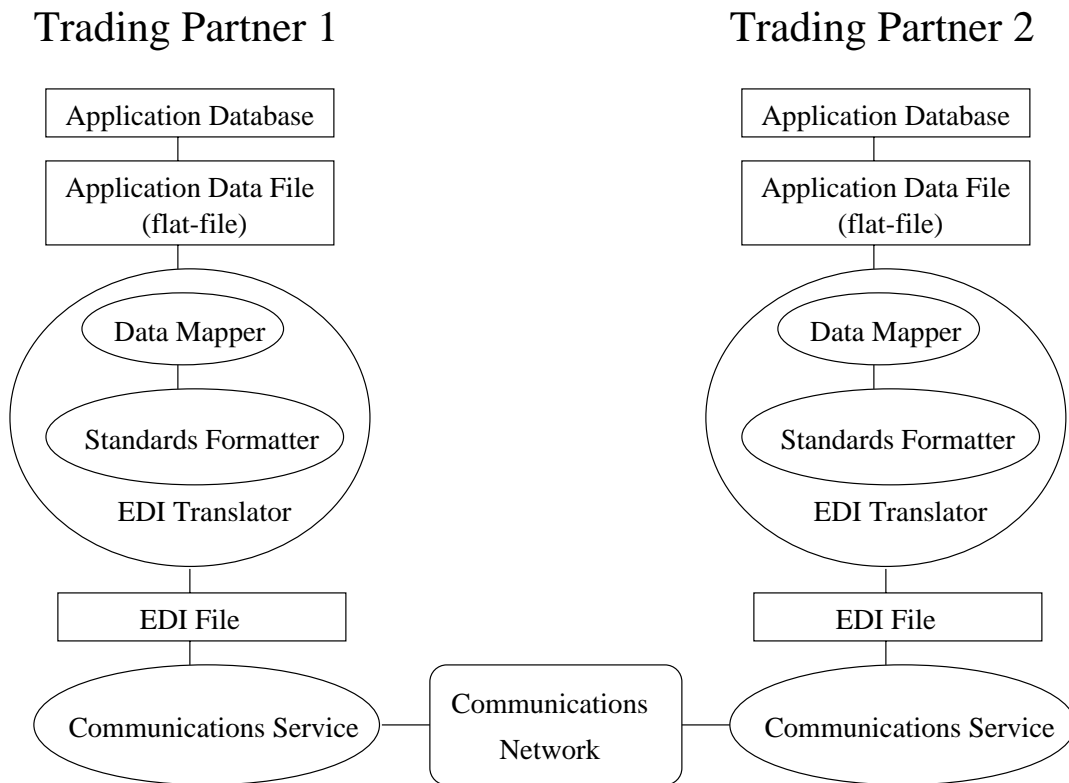 Trading Partner 1
Application Database
Application Data File
(flat-file)
Data Mapper
Standards Formatter
EDI Translator
EDI File
Communications Service
Communications
Network
Trading Partner 2
Application Database
Application Data File
(flat-file)
Data Mapper
Standards Formatter
EDI Translator
EDI File
Communications Service